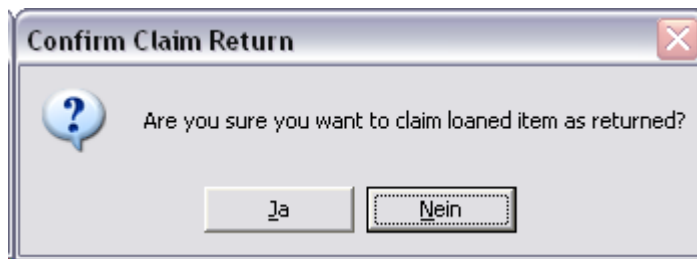 Confirm Claim Return
Are you sure you want to claim loaned item as returned?
Ja
Nein